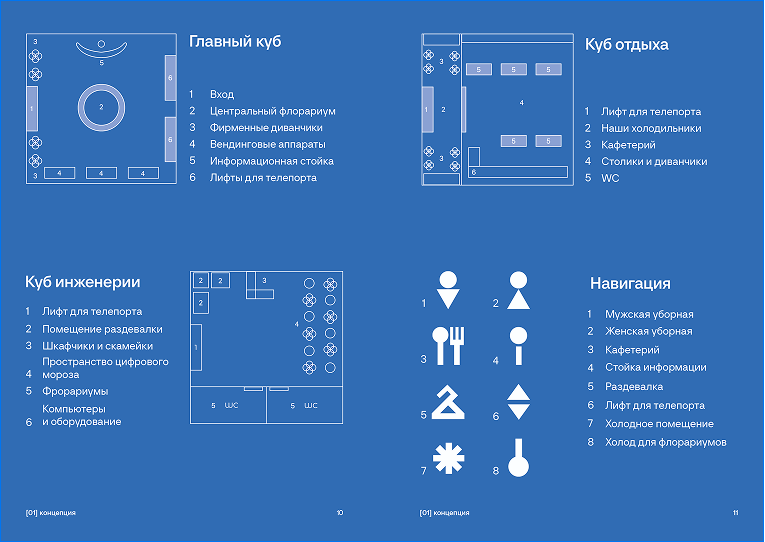 Главный куб
1 Вход
2 Центральный флорариум
3 Фирменные диванчики
4 Вендинговые аппараты
5 Информационная стойка
6 Лифты для телепорта
3
5
6
1
2
6
3
4
4
4
Куб отдыха
1 Лифт для телепорта
2 Наши холодильники
3 Кафетерий
4 Столики и диванчики
5 WC
3
5
5
5
1
2
4
5
5
3
6
Куб инженерии
1 Лифт для телепорта
2 Помещение раздевалки
3 Шкафчики и скамейки
Пространство цифрового
4 мороза
5 Фрорариумы
Компьютеры
6 и оборудование
2
2
3
2
4
1
5 WC
5 WC
Навигация
1 Мужская уборная
2 Женская уборная
3 Кафетерий
4 Стойка информации
5 Раздевалка
6 Лифт для телепорта
7 Холодное помещение
8 Холод для флорариумов
1
2
3
4
5
6
7
8
[01] концепция
10
[01] концепция
11